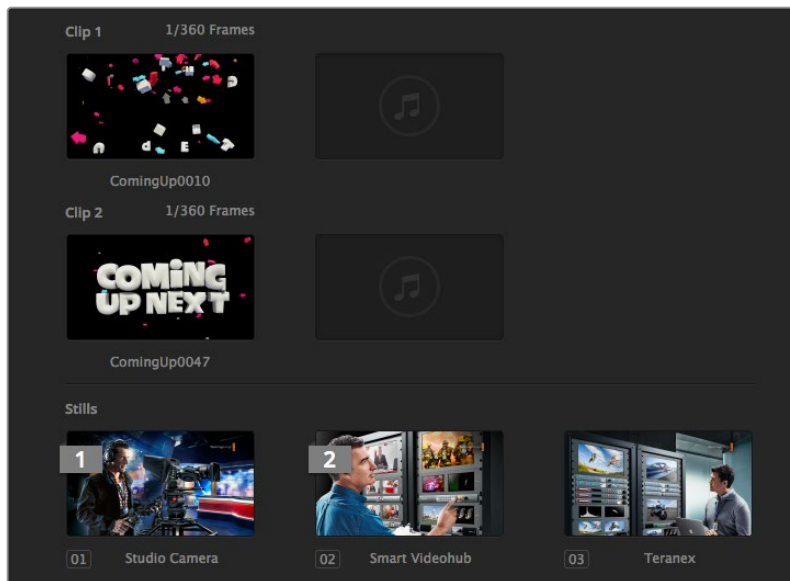 Clip 1 1/360 Frames
ComingUp0010
Clip 2 1/360 Frames
COMING
UP NEXT
ComingUp0047
Stills
1 2
01 Studio Camera 02 Smart Videohub 03 Teranex